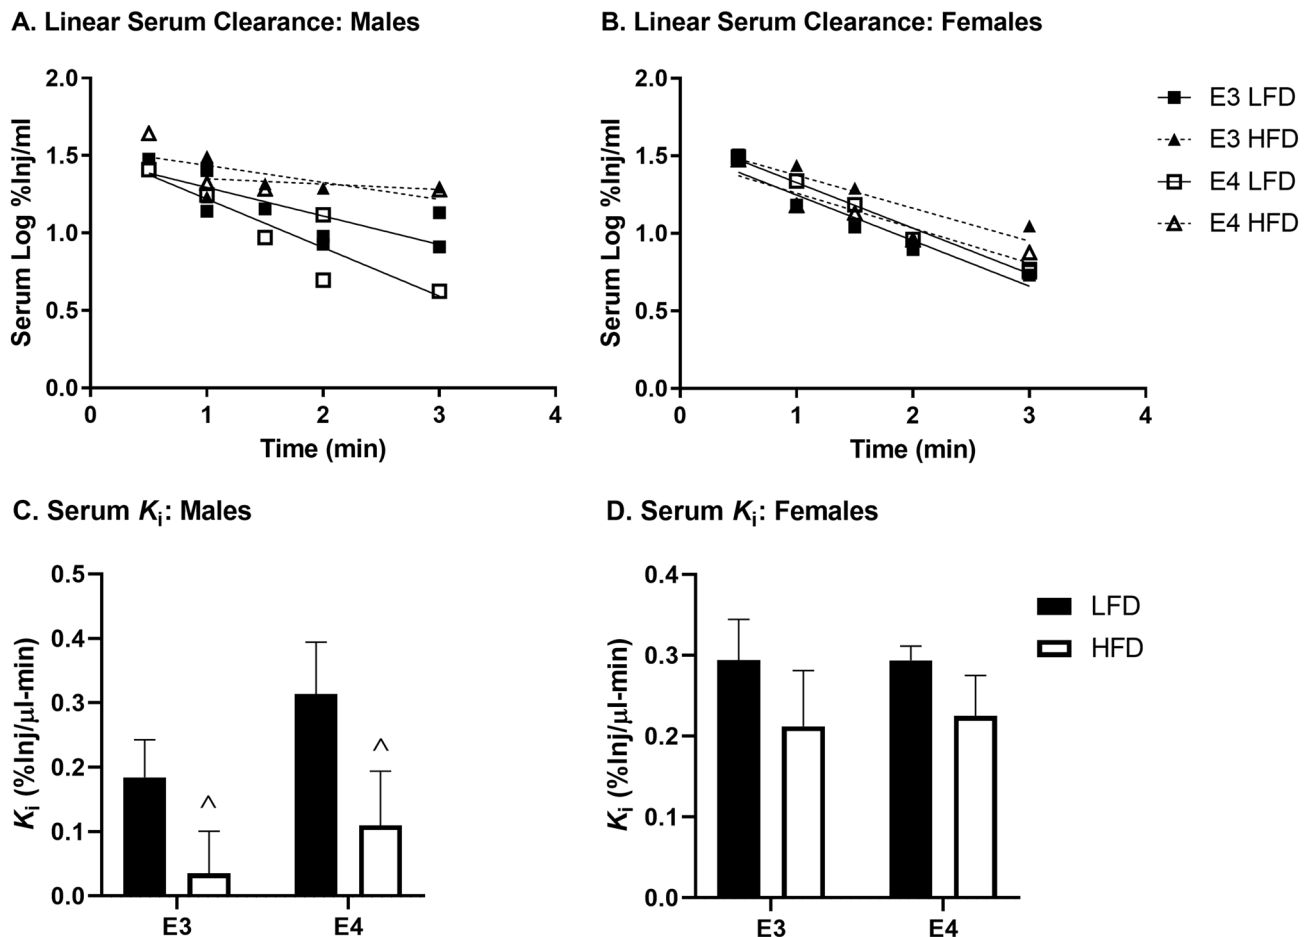 A. Linear Serum Clearance: Males
2.0
1.5
1.0
0.5
0.0
Serum Log %Inj/ml
0 1 2 3 4
Time (min)
B. Linear Serum Clearance: Females
2.0
1.5
1.0
0.5
0.0
Serum Log %Inj/ml
0 1 2 3 4
Time (min)
E3 LFD
E3 HFD
E4 LFD
E4 HFD
C. Serum Ki: Males
0.5
0.4
0.3
0.2
0.1
0.0
Ki (%Inj/μl-min)
^
^
E3 E4
D. Serum Ki: Females
0.4
0.3
0.2
0.1
0.0
Ki (%Inj/μl-min)
E3 E4
LFD
HFD